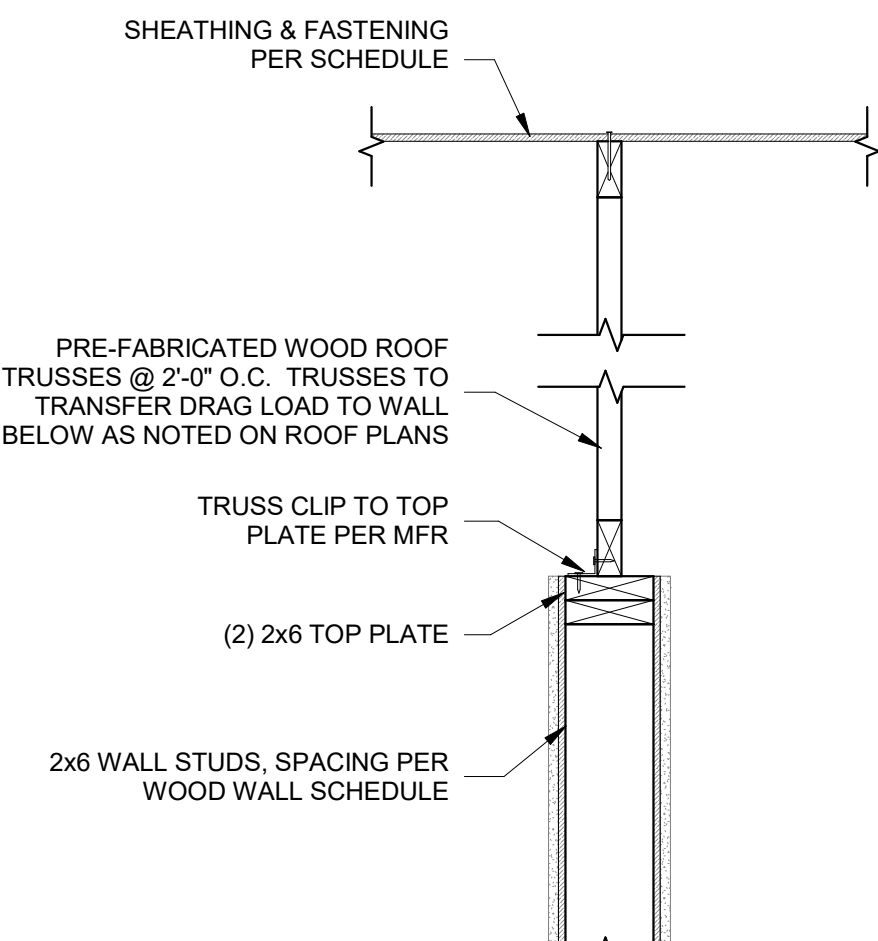 SHEATHING & FASTENING
PER SCHEDULE
PRE-FABRICATED WOOD ROOF
TRUSSES @ 2'-0" O.C. TRUSSES TO
TRANSFER DRAG LOAD TO WALL
BELOW AS NOTED ON ROOF PLANS
TRUSS CLIP TO TOP
PLATE PER MFR
(2) 2x6 TOP PLATE
2x6 WALL STUDS, SPACING PER
WOOD WALL SCHEDULE